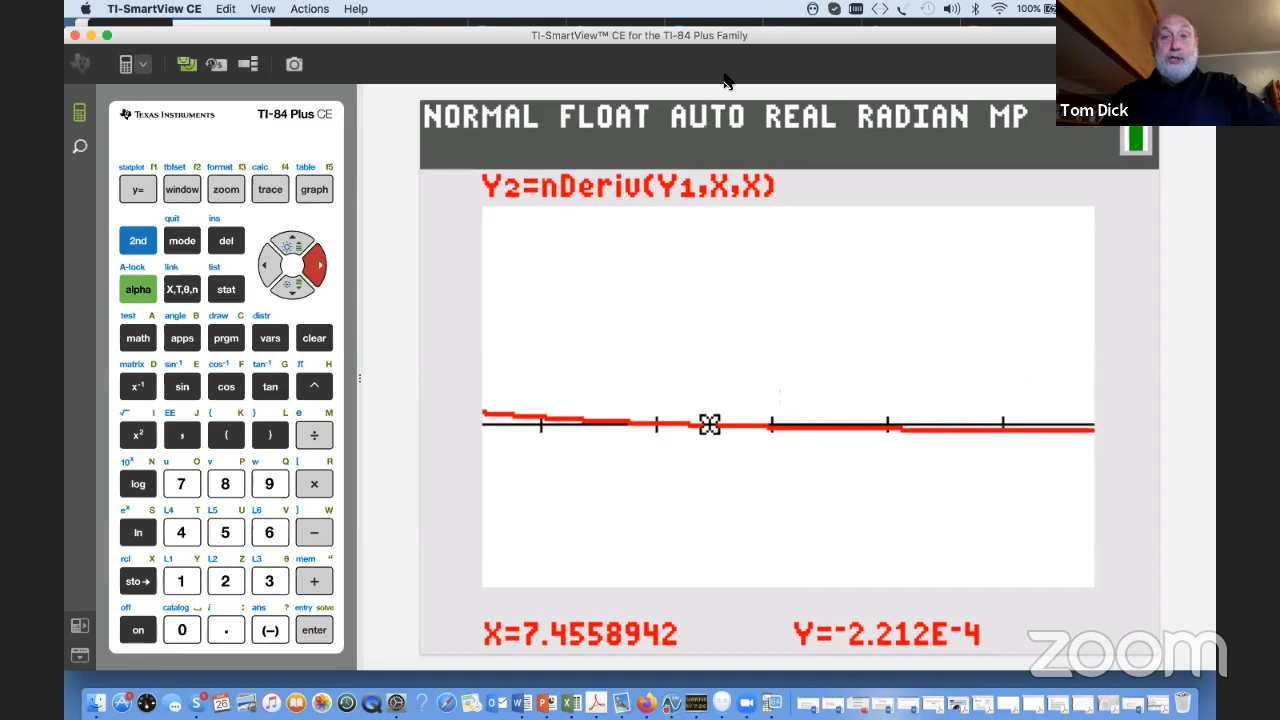 TI-SmartView CE Edit View Actions Help
100%
TI-SmartView™ CE for the TI-84 Plus Family
Tom Dick
TEXAS INSTRUMENTS TI-84 Plus CE
NORMAL FLOAT AUTO REAL RADIAN MP
Y2=nDeriv(Y1,X,X)
statplot f1 tblset f2 format f3 calc f4 table f5
y= window zoom trace graph
quit ins
2nd mode del
A-lock link list
alpha X,T,θ,n stat
test A angle B draw C distr
math apps prgm vars clear
matrix D sin⁻¹ E cos⁻¹ F tan⁻¹ G π H
x⁻¹ sin cos tan ^
√ I EE J { K } L e M
x² , ( ) ÷
10ˣ N u O v P w Q [ R
log 7 8 9 ×
eˣ S L4 T L5 U L6 V ] W
ln 4 5 6 −
rcl X L1 Y L2 Z L3 θ mem "
sto→ 1 2 3 +
off catalog i : ans ? entry solve
on 0 . (−) enter
X=7.4558942 Y=-2.212E-4
zoom